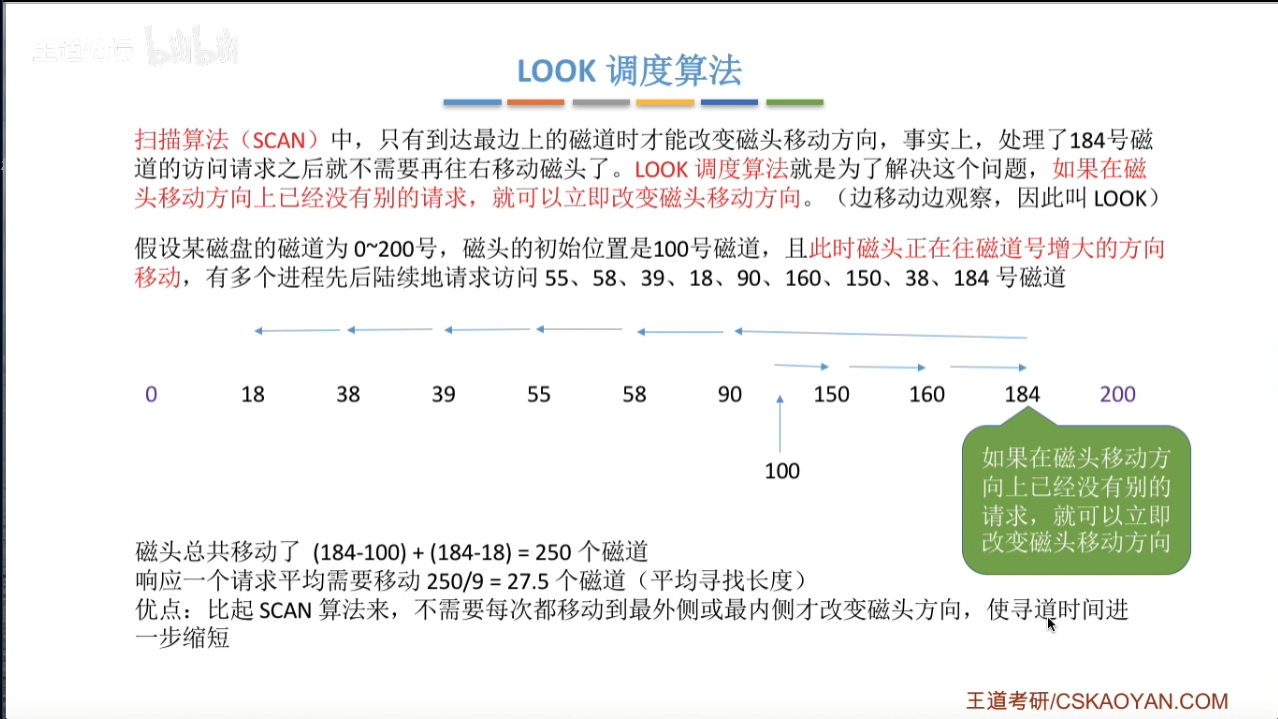 王道论坛 bilibili
LOOK 调度算法
扫描算法（SCAN）中，只有到达最边上的磁道时才能改变磁头移动方向，事实上，处理了184号磁
道的访问请求之后就不需要再往右移动磁头了。LOOK 调度算法就是为了解决这个问题，如果在磁
头移动方向上已经没有别的请求，就可以立即改变磁头移动方向。（边移动边观察，因此叫 LOOK）
假设某磁盘的磁道为 0~200号，磁头的初始位置是100号磁道，且此时磁头正在往磁道号增大的方向
移动，有多个进程先后陆续地请求访问 55、58、39、18、90、160、150、38、184 号磁道
0 18 38 39 55 58 90 150 160 184 200
100
如果在磁头移动方
向上已经没有别的
请求，就可以立即
改变磁头移动方向
磁头总共移动了 (184-100) + (184-18) = 250 个磁道
响应一个请求平均需要移动 250/9 = 27.5 个磁道（平均寻找长度）
优点：比起 SCAN 算法来，不需要每次都移动到最外侧或最内侧才改变磁头方向，使寻道时间进
一步缩短
王道考研/CSKAOYAN.COM